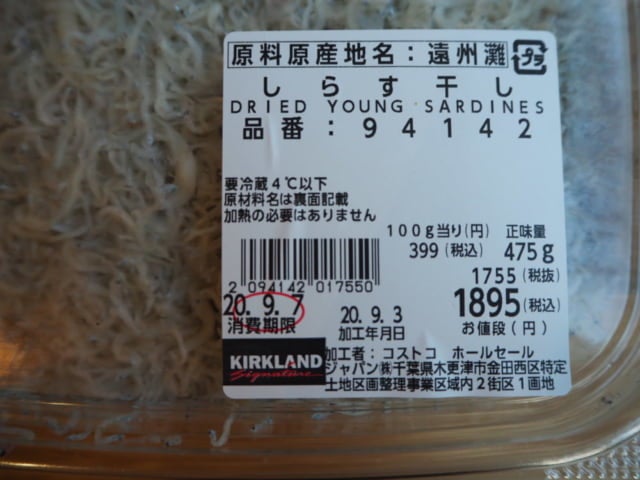 原料原産地名：遠州灘
プラ
しらす干し
DRIED YOUNG SARDINES
品番：94142
要冷蔵4℃以下
原材料名は裏面記載
加熱の必要はありません
100g当り(円) 正味量
399(税込) 475g
1755(税抜)
1895(税込)
お値段(円)
2 094142 017550
20.9.7
消費期限
20.9.3
加工年月日
KIRKLAND
Signature
加工者：コストコ ホールセール
ジャパン㈱千葉県木更津市金田西区特定
土地区画整理事業区域内2街区1画地